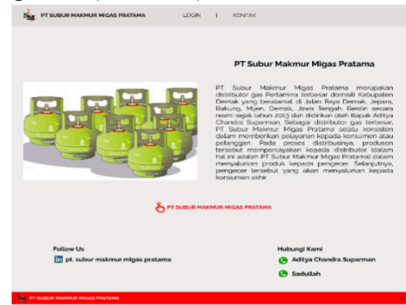 PT SUBUR MAKMUR MIGAS PRATAMA
LOGIN | KONTAK
PT Subur Makmur Migas Pratama
PT Subur Makmur Migas Pratama merupakan
distributor gas Pertamina terbesar domisili Kabupaten
Demak yang beralamat di Jalan Raya Demak, Jepara,
Bakung, Mijen, Demak, Jawa Tengah. Berdiri secara
resmi sejak tahun 2013 dan didirikan oleh Bapak Aditya
Chandra Suparman. Sebagai distributor gas terbesar,
PT Subur Makmur Migas Pratama selalu konsisten
dalam memberikan pelayanan kepada konsumen atau
pelanggan. Pada proses distribusinya, produsen
tersebut mempercayakan kepada distributor (dalam
hal ini adalah PT Subur Makmur Migas Pratama) dalam
menyalurkan produk kepada pengecer. Selanjutnya,
pengecer tersebut yang akan menyalurkan kepada
konsumen akhir.
PT SUBUR MAKMUR MIGAS PRATAMA
Follow Us
pt. subur makmur migas pratama
Hubungi Kami
Aditya Chandra Suparman
Sadullah
PT SUBUR MAKMUR MIGAS PRATAMA